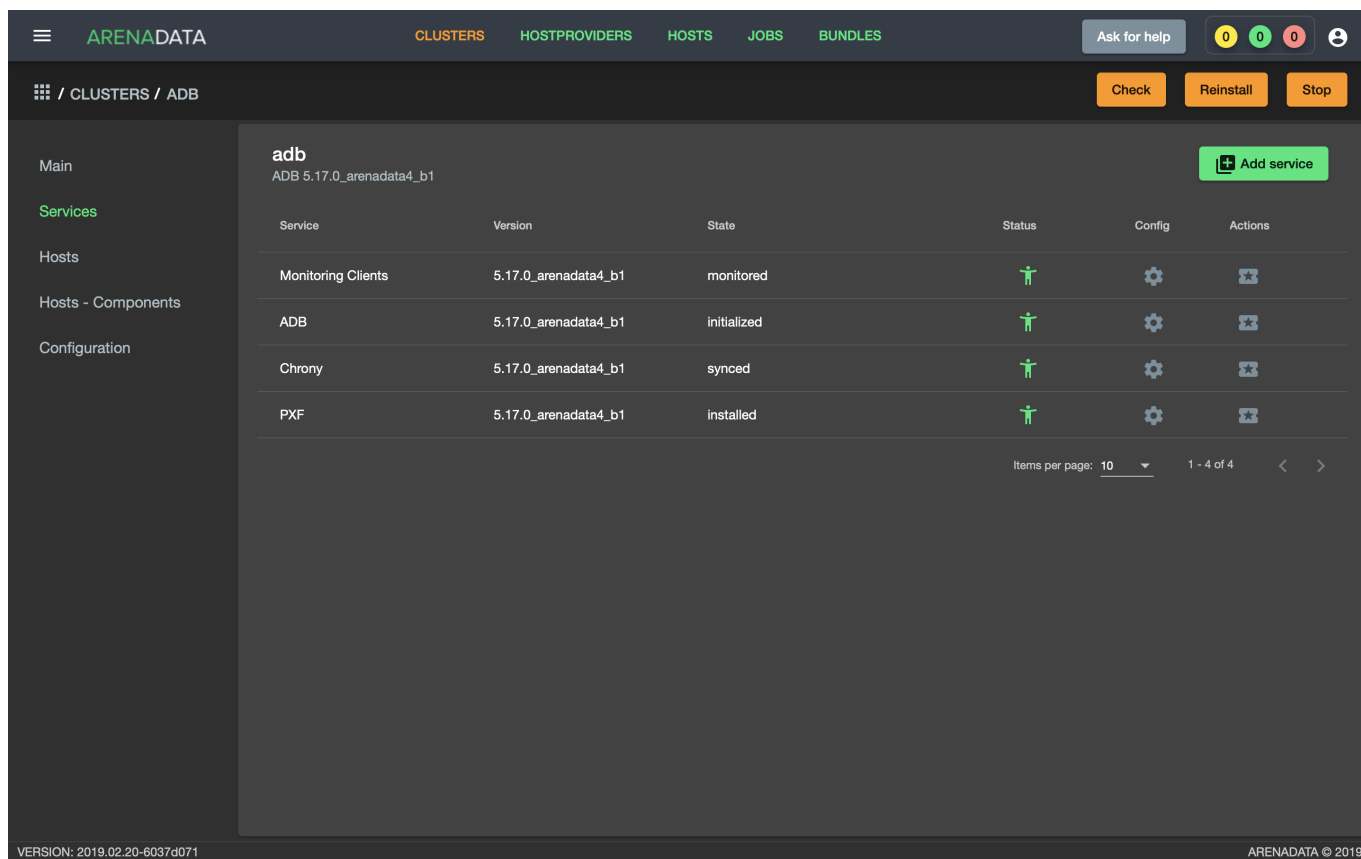 ARENADATA CLUSTERS HOSTPROVIDERS HOSTS JOBS BUNDLES Ask for help 0 0 0
/ CLUSTERS / ADB Check Reinstall Stop
Main
Services
Hosts
Hosts - Components
Configuration
adb
ADB 5.17.0_arenadata4_b1
Add service
Service Version State Status Config Actions
Monitoring Clients 5.17.0_arenadata4_b1 monitored
ADB 5.17.0_arenadata4_b1 initialized
Chrony 5.17.0_arenadata4_b1 synced
PXF 5.17.0_arenadata4_b1 installed
Items per page: 10 1 - 4 of 4
VERSION: 2019.02.20-6037d071 ARENADATA © 2019